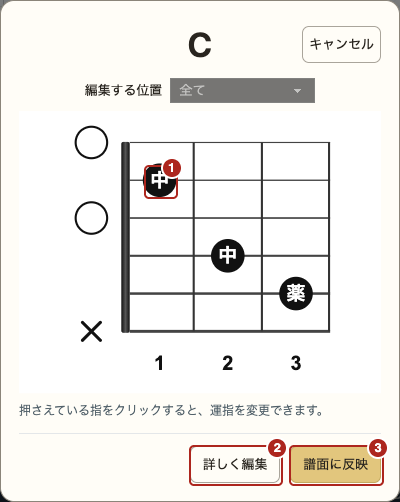 C
キャンセル
編集する位置 全て
中 1
中
薬
1 2 3
押さえている指をクリックすると、運指を変更できます。
詳しく編集 2
譜面に反映 3